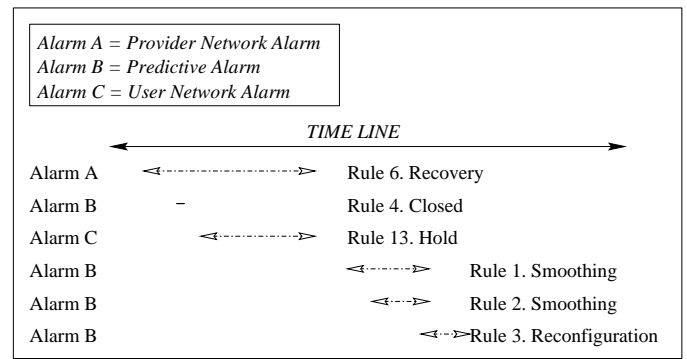 Alarm A = Provider Network Alarm
Alarm B = Predictive Alarm
Alarm C = User Network Alarm
TIME LINE
Alarm A Rule 6. Recovery
Alarm B Rule 4. Closed
Alarm C Rule 13. Hold
Alarm B Rule 1. Smoothing
Alarm B Rule 2. Smoothing
Alarm B Rule 3. Reconfiguration